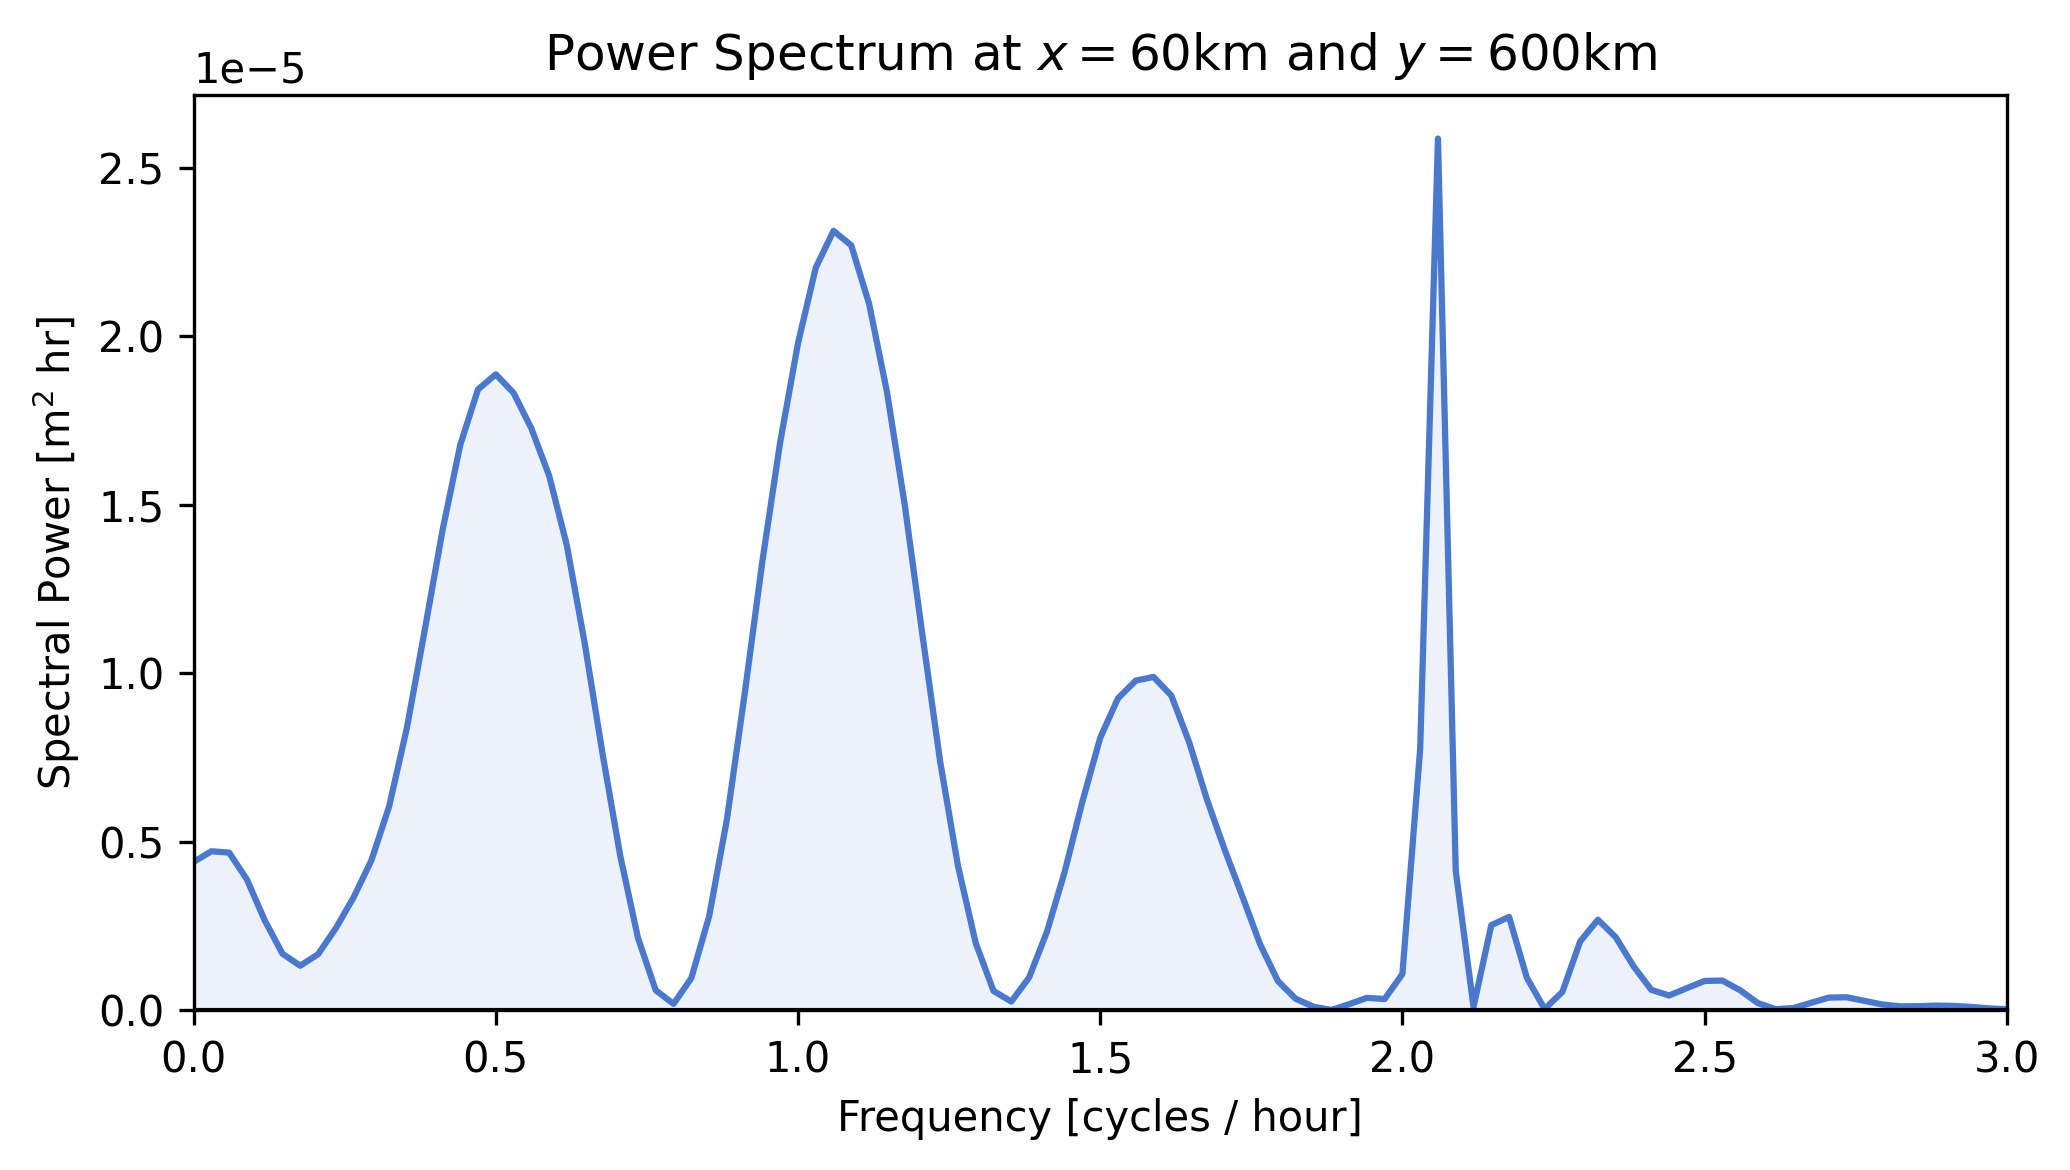 Power Spectrum at x = 60km and y = 600km
1e−5
2.5
2.0
1.5
1.0
0.5
0.0
Spectral Power [m² hr]
0.0 0.5 1.0 1.5 2.0 2.5 3.0
Frequency [cycles / hour]